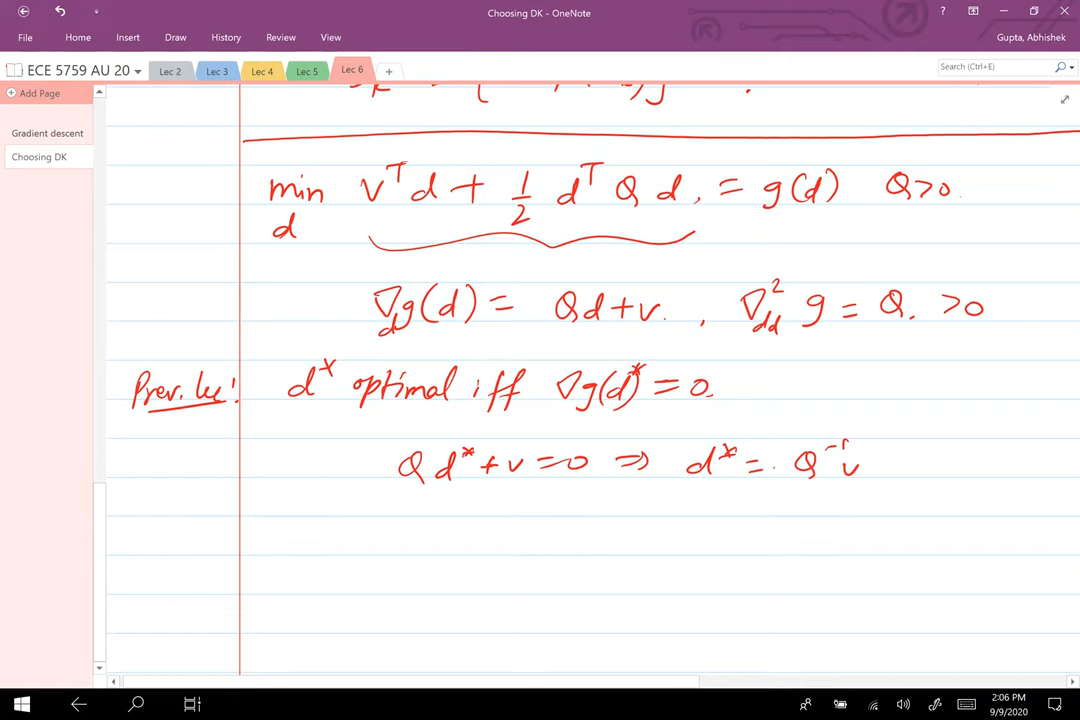 Choosing DK - OneNote
?
File Home Insert Draw History Review View
Gupta, Abhishek
ECE 5759 AU 20
Lec 2
Lec 3
Lec 4
Lec 5
Lec 6
+
Search (Ctrl+E)
Add Page
Gradient descent
Choosing DK
min_d v^T d + 1/2 d^T Q d, = g(d) Q>0.
∇_d g(d) = Qd+v. , ∇²_dd g = Q. >0
Prev. lec: d* optimal iff ∇g(d)* = 0.
Q d* + v = 0 ⇒ d* = . Q⁻¹ v
2:06 PM
9/9/2020